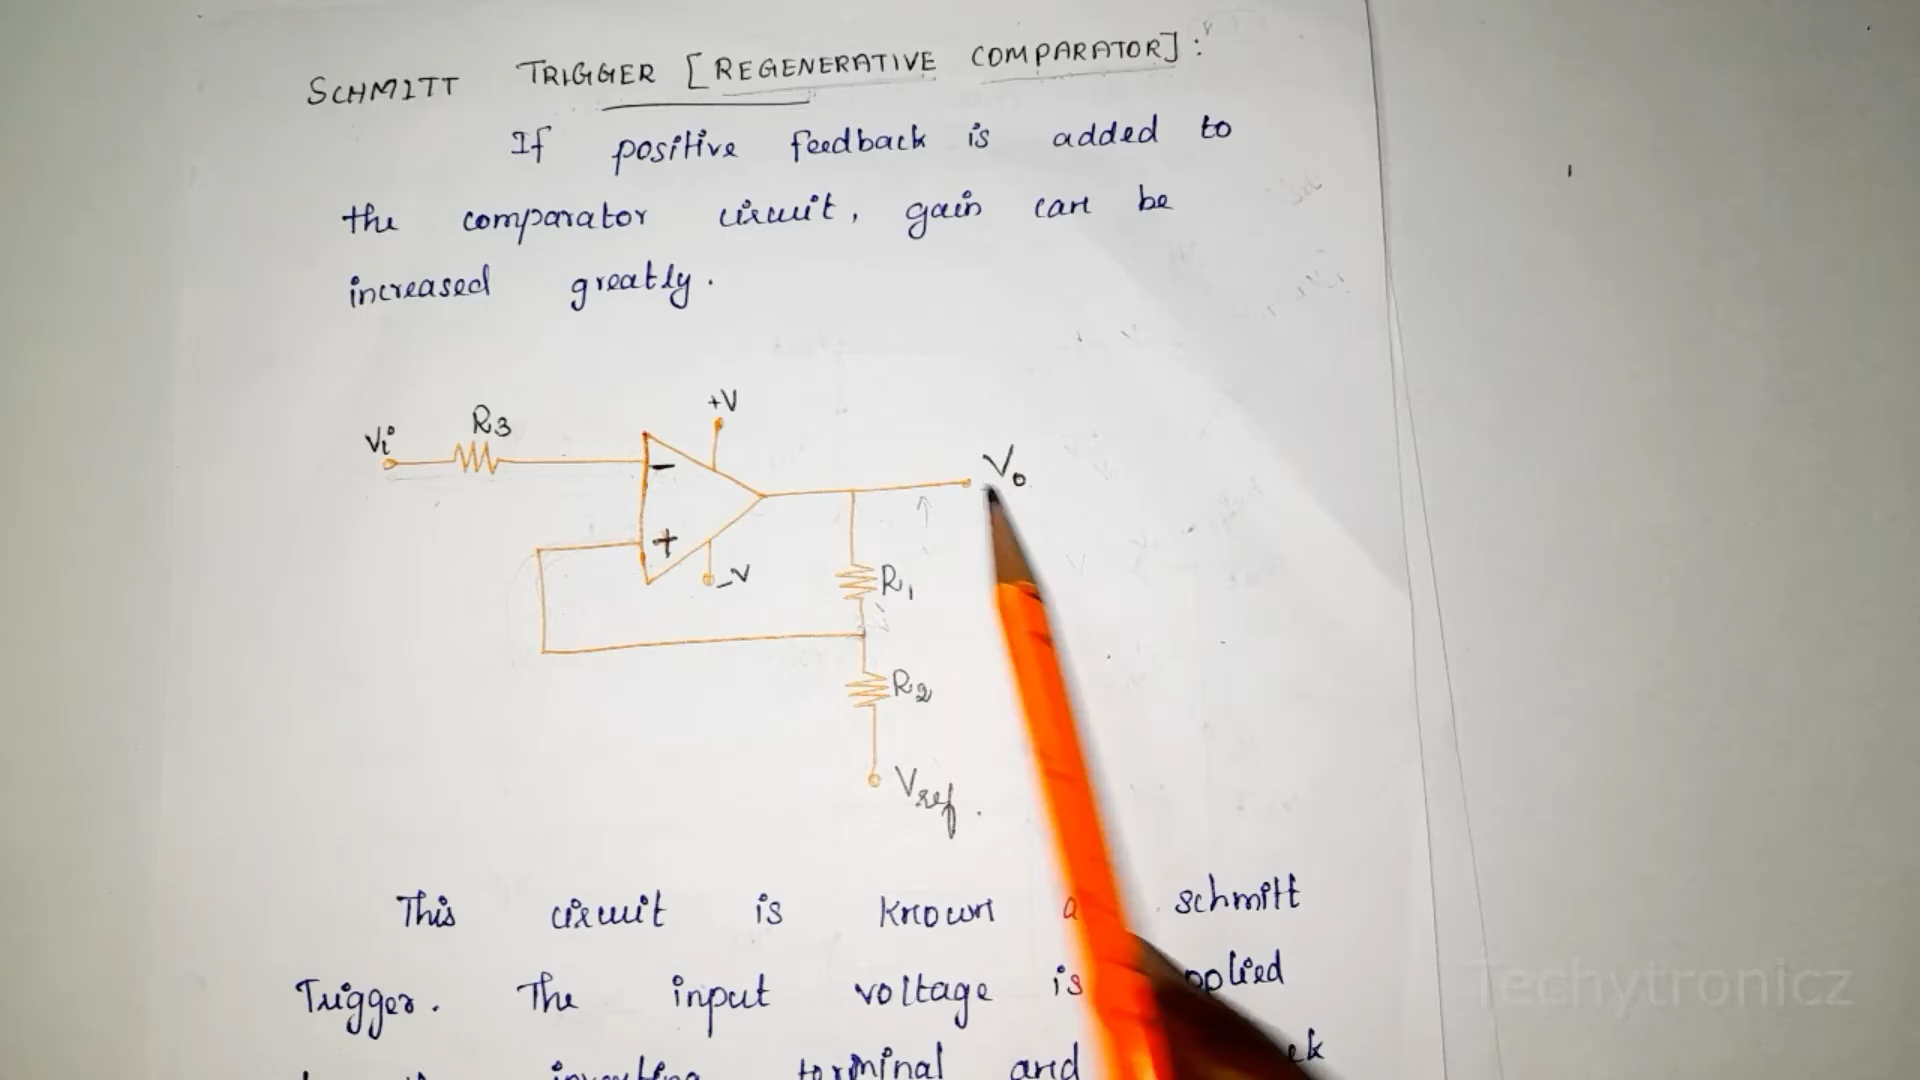 SCHMITT TRIGGER [REGENERATIVE COMPARATOR]:
If positive feedback is added to
the comparator circuit, gain can be
increased greatly.
+V
R3
Vi
Vo
-
+
-V
R1
R2
Vref.
This circuit is known schmitt
Trigger. The input voltage is
Techytronicz
inverting terminal and